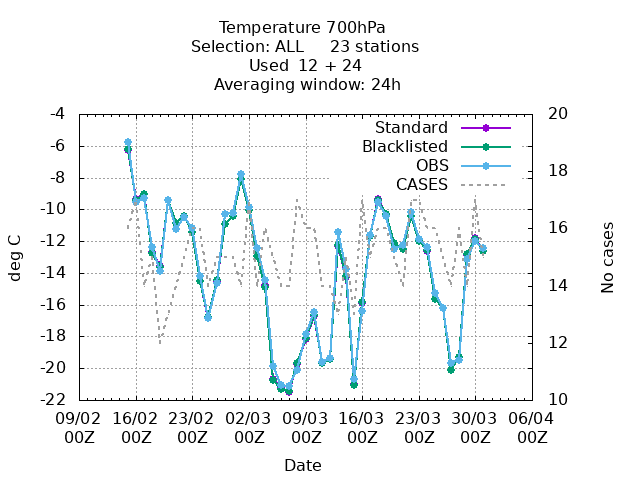 Temperature 700hPa
Selection: ALL     23 stations
Used  12 + 24
Averaging window: 24h
Standard
Blacklisted
OBS
CASES
-4
-6
-8
-10
-12
-14
-16
-18
-20
-22
deg C
20
18
16
14
12
10
No cases
09/02 16/02 23/02 02/03 09/03 16/03 23/03 30/03 06/04
00Z 00Z 00Z 00Z 00Z 00Z 00Z 00Z 00Z
Date